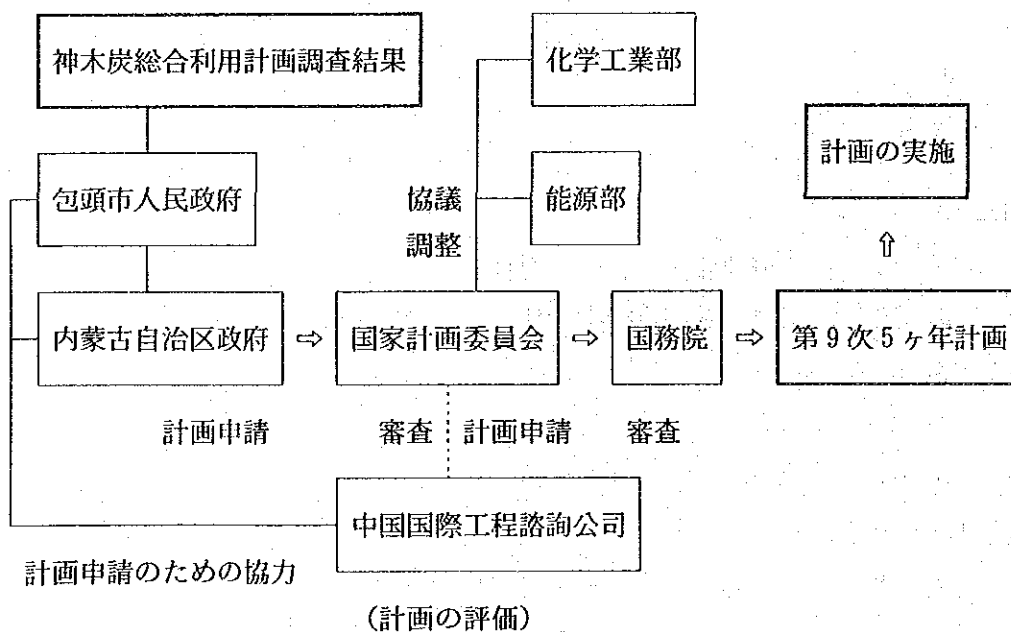 神木炭総合利用計画調査結果
化学工業部
計画の実施
包頭市人民政府
協議
調整
能源部
⇧
内蒙古自治区政府 ⇨ 国家計画委員会 ⇨ 国務院 ⇨ 第9次5ヶ年計画
計画申請 審査 計画申請 審査
中国国際工程諮詢公司
計画申請のための協力
(計画の評価)